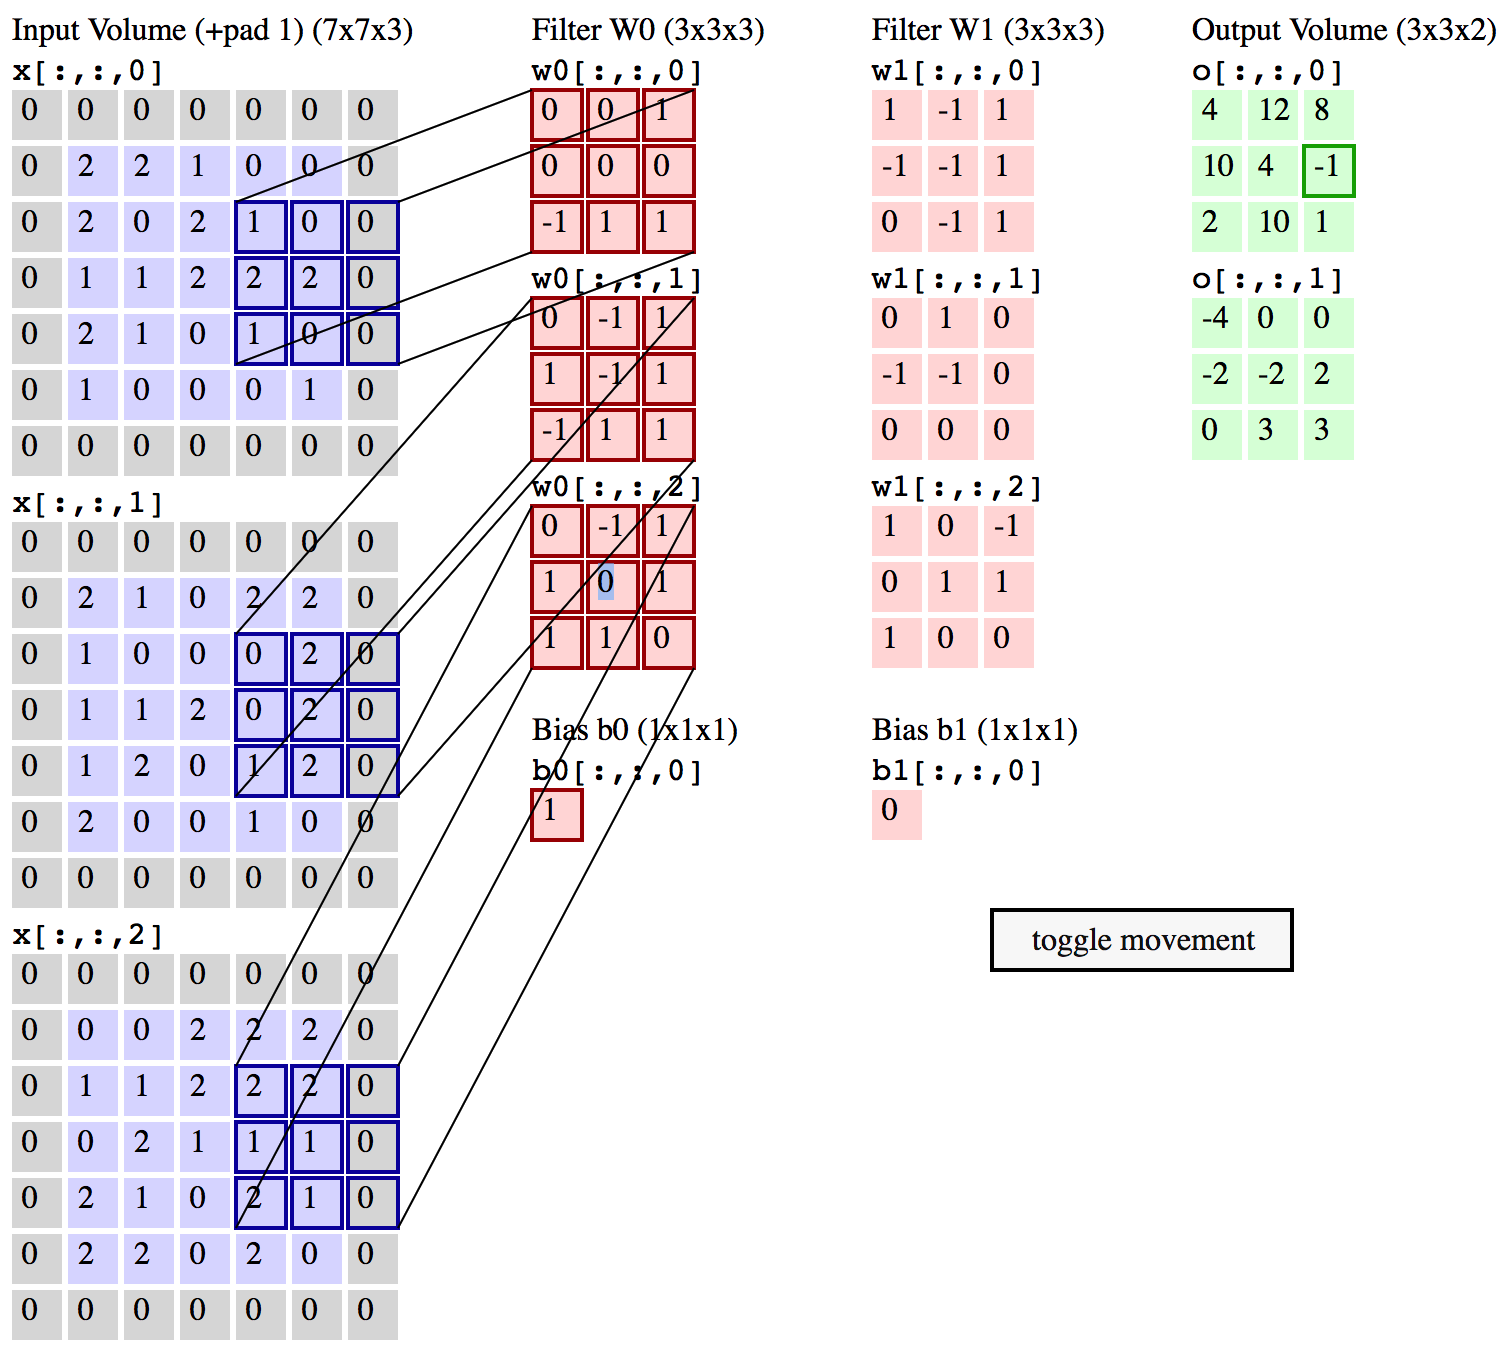 Input Volume (+pad 1) (7x7x3)
x[:,:,0]
0 0 0 0 0 0 0
0 2 2 1 0 0 0
0 2 0 2 1 0 0
0 1 1 2 2 2 0
0 2 1 0 1 0 0
0 1 0 0 0 1 0
0 0 0 0 0 0 0
x[:,:,1]
0 0 0 0 0 0 0
0 2 1 0 2 2 0
0 1 0 0 0 2 0
0 1 1 2 0 2 0
0 1 2 0 1 2 0
0 2 0 0 1 0 0
0 0 0 0 0 0 0
x[:,:,2]
0 0 0 0 0 0 0
0 0 0 2 2 2 0
0 1 1 2 2 2 0
0 0 2 1 1 1 0
0 2 1 0 2 1 0
0 2 2 0 2 0 0
0 0 0 0 0 0 0
Filter W0 (3x3x3)
w0[:,:,0]
0 0 1
0 0 0
-1 1 1
w0[:,:,1]
0 -1 1
1 -1 1
-1 1 1
w0[:,:,2]
0 -1 1
1 0 1
1 1 0
Bias b0 (1x1x1)
b0[:,:,0]
1
Filter W1 (3x3x3)
w1[:,:,0]
1 -1 1
-1 -1 1
0 -1 1
w1[:,:,1]
0 1 0
-1 -1 0
0 0 0
w1[:,:,2]
1 0 -1
0 1 1
1 0 0
Bias b1 (1x1x1)
b1[:,:,0]
0
Output Volume (3x3x2)
o[:,:,0]
4 12 8
10 4 -1
2 10 1
o[:,:,1]
-4 0 0
-2 -2 2
0 3 3
toggle movement